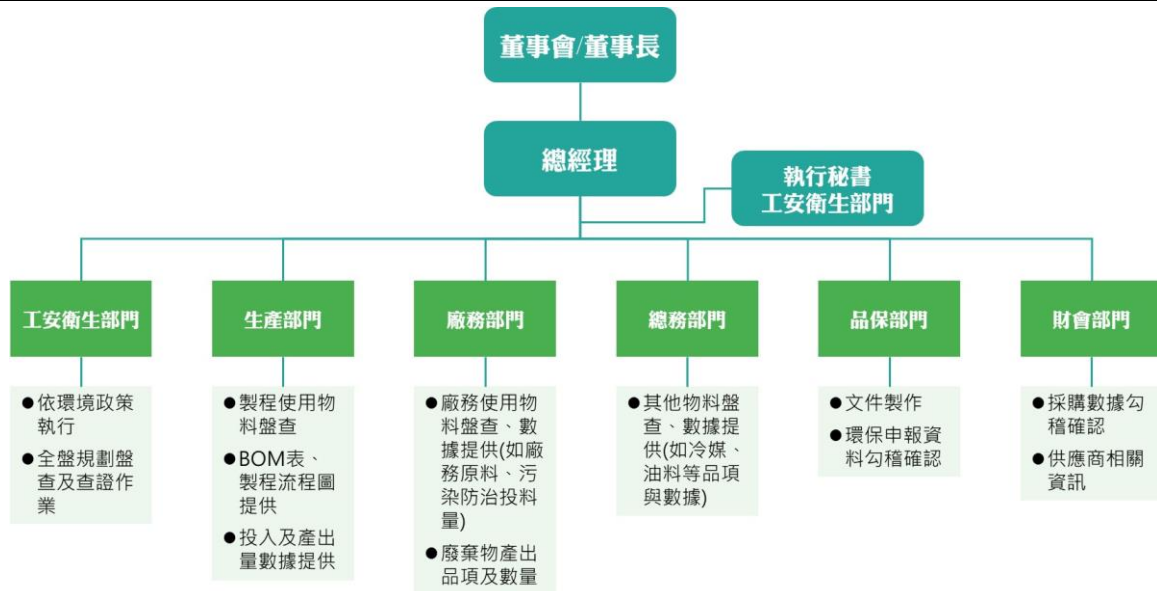 董事會/董事長
總經理
執行秘書
工安衛生部門
工安衛生部門
●依環境政策
執行
●全盤規劃盤
查及查證作
業
生產部門
●製程使用物
料盤查
●BOM表、
製程流程圖
提供
●投入及產出
量數據提供
廠務部門
●廠務使用物
料盤查、數
據提供(如廠
務原料、污
染防治投料
量)
●廢棄物產出
品項及數量
總務部門
●其他物料盤
查、數據提
供(如冷媒、
油料等品項
與數據)
品保部門
●文件製作
●環保申報資
料勾稽確認
財會部門
●採購數據勾
稽確認
●供應商相關
資訊